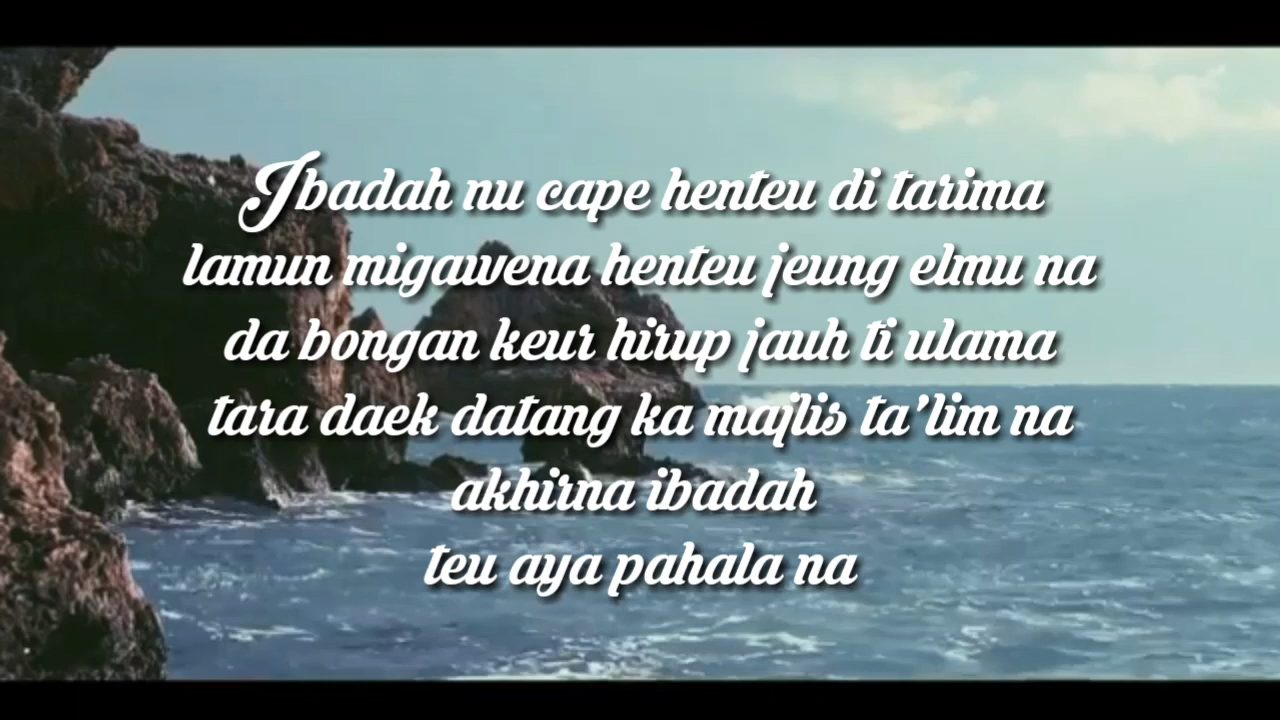 Ibadah nu cape henteu di tarima
lamun migawena henteu jeung elmu na
da bongan keur hirup jauh ti ulama
tara daek datang ka majlis ta'lim na
akhirna ibadah
teu aya pahala na